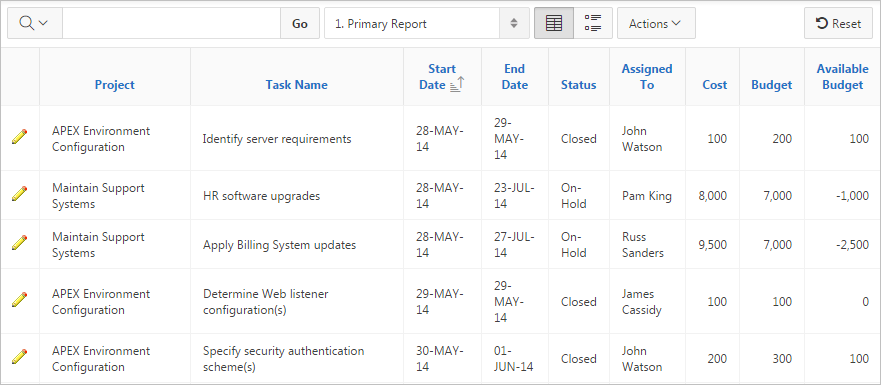 Go
1. Primary Report
Actions
Reset
Project
Task Name
Start
Date
End
Date
Status
Assigned
To
Cost
Budget
Available
Budget
APEX Environment
Configuration
Identify server requirements
28-MAY-
14
29-
MAY-
14
Closed
John
Watson
100
200
100
Maintain Support
Systems
HR software upgrades
28-MAY-
14
23-JUL-
14
On-
Hold
Pam King
8,000
7,000
-1,000
Maintain Support
Systems
Apply Billing System updates
28-MAY-
14
27-JUL-
14
On-
Hold
Russ
Sanders
9,500
7,000
-2,500
APEX Environment
Configuration
Determine Web listener
configuration(s)
29-MAY-
14
29-
MAY-
14
Closed
James
Cassidy
100
100
0
APEX Environment
Configuration
Specify security authentication
scheme(s)
30-MAY-
14
01-
JUN-14
Closed
John
Watson
200
300
100